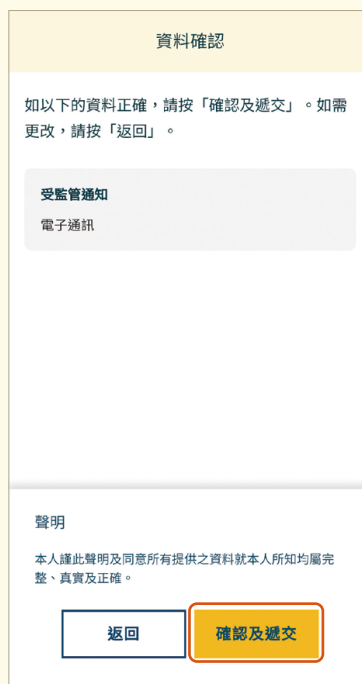 資料確認
如以下的資料正確，請按「確認及遞交」。如需
更改，請按「返回」。
受監管通知
電子通訊
聲明
本人謹此聲明及同意所有提供之資料就本人所知均屬完
整、真實及正確。
返回
確認及遞交